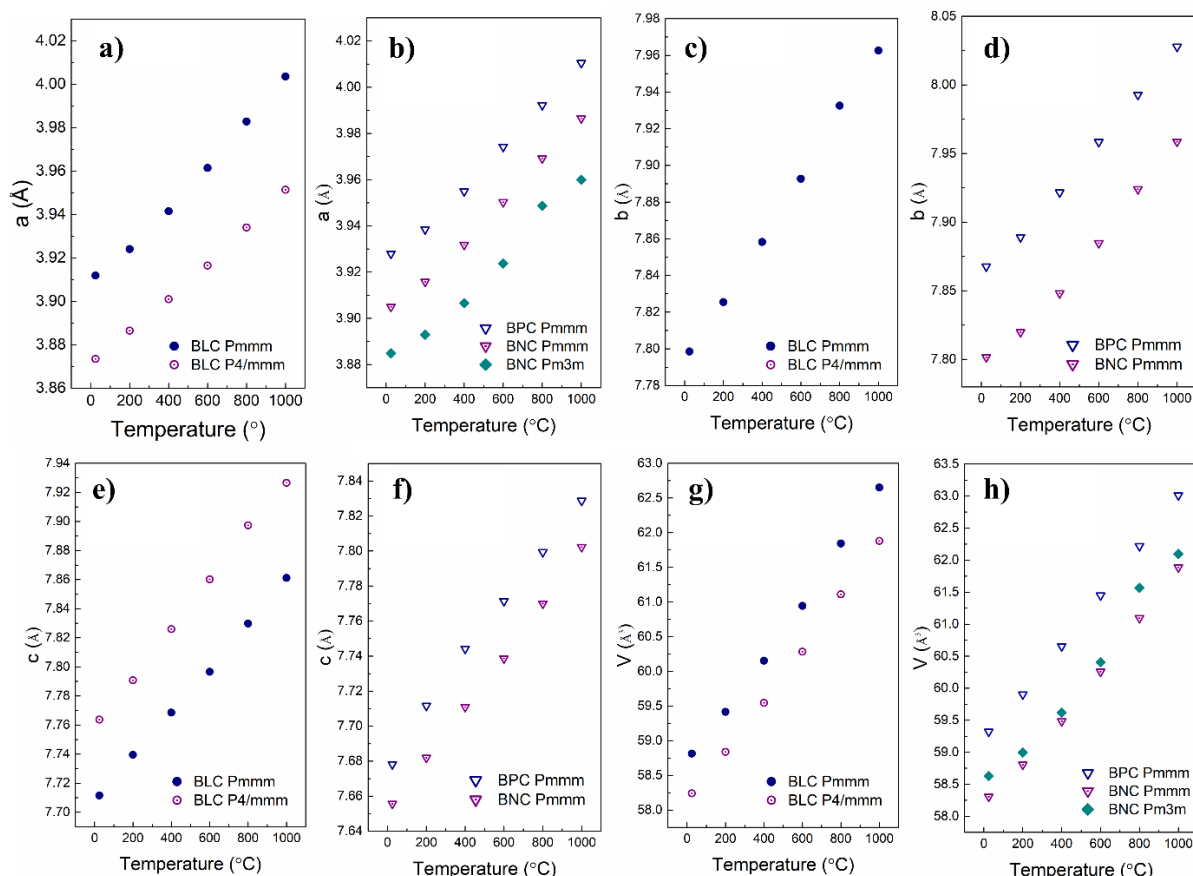 a)
4.02
4.00
3.98
3.96
3.94
3.92
3.90
3.88
3.86
a (Å)
BLC Pmmm
BLC P4/mmm
0 200 400 600 800 1000
Temperature (°)
b)
4.02
4.00
3.98
3.96
3.94
3.92
3.90
3.88
a (Å)
BPC Pmmm
BNC Pmmm
BNC Pm3m
0 200 400 600 800 1000
Temperature (°C)
c)
7.98
7.96
7.94
7.92
7.90
7.88
7.86
7.84
7.82
7.80
7.78
b (Å)
BLC Pmmm
BLC P4/mmm
0 200 400 600 800 1000
Temperature (°C)
d)
8.05
8.00
7.95
7.90
7.85
7.80
b (Å)
BPC Pmmm
BNC Pmmm
0 200 400 600 800 1000
Temperature (°C)
e)
7.94
7.92
7.90
7.88
7.86
7.84
7.82
7.80
7.78
7.76
7.74
7.72
7.70
c (Å)
BLC Pmmm
BLC P4/mmm
0 200 400 600 800 1000
Temperature (°C)
f)
7.84
7.82
7.80
7.78
7.76
7.74
7.72
7.70
7.68
7.66
7.64
c (Å)
BPC Pmmm
BNC Pmmm
0 200 400 600 800 1000
Temperature (°C)
g)
63.0
62.5
62.0
61.5
61.0
60.5
60.0
59.5
59.0
58.5
58.0
V (Å³)
BLC Pmmm
BLC P4/mmm
0 200 400 600 800 1000
Temperature (°C)
h)
63.5
63.0
62.5
62.0
61.5
61.0
60.5
60.0
59.5
59.0
58.5
58.0
V (Å³)
BPC Pmmm
BNC Pmmm
BNC Pm3m
0 200 400 600 800 1000
Temperature (°C)